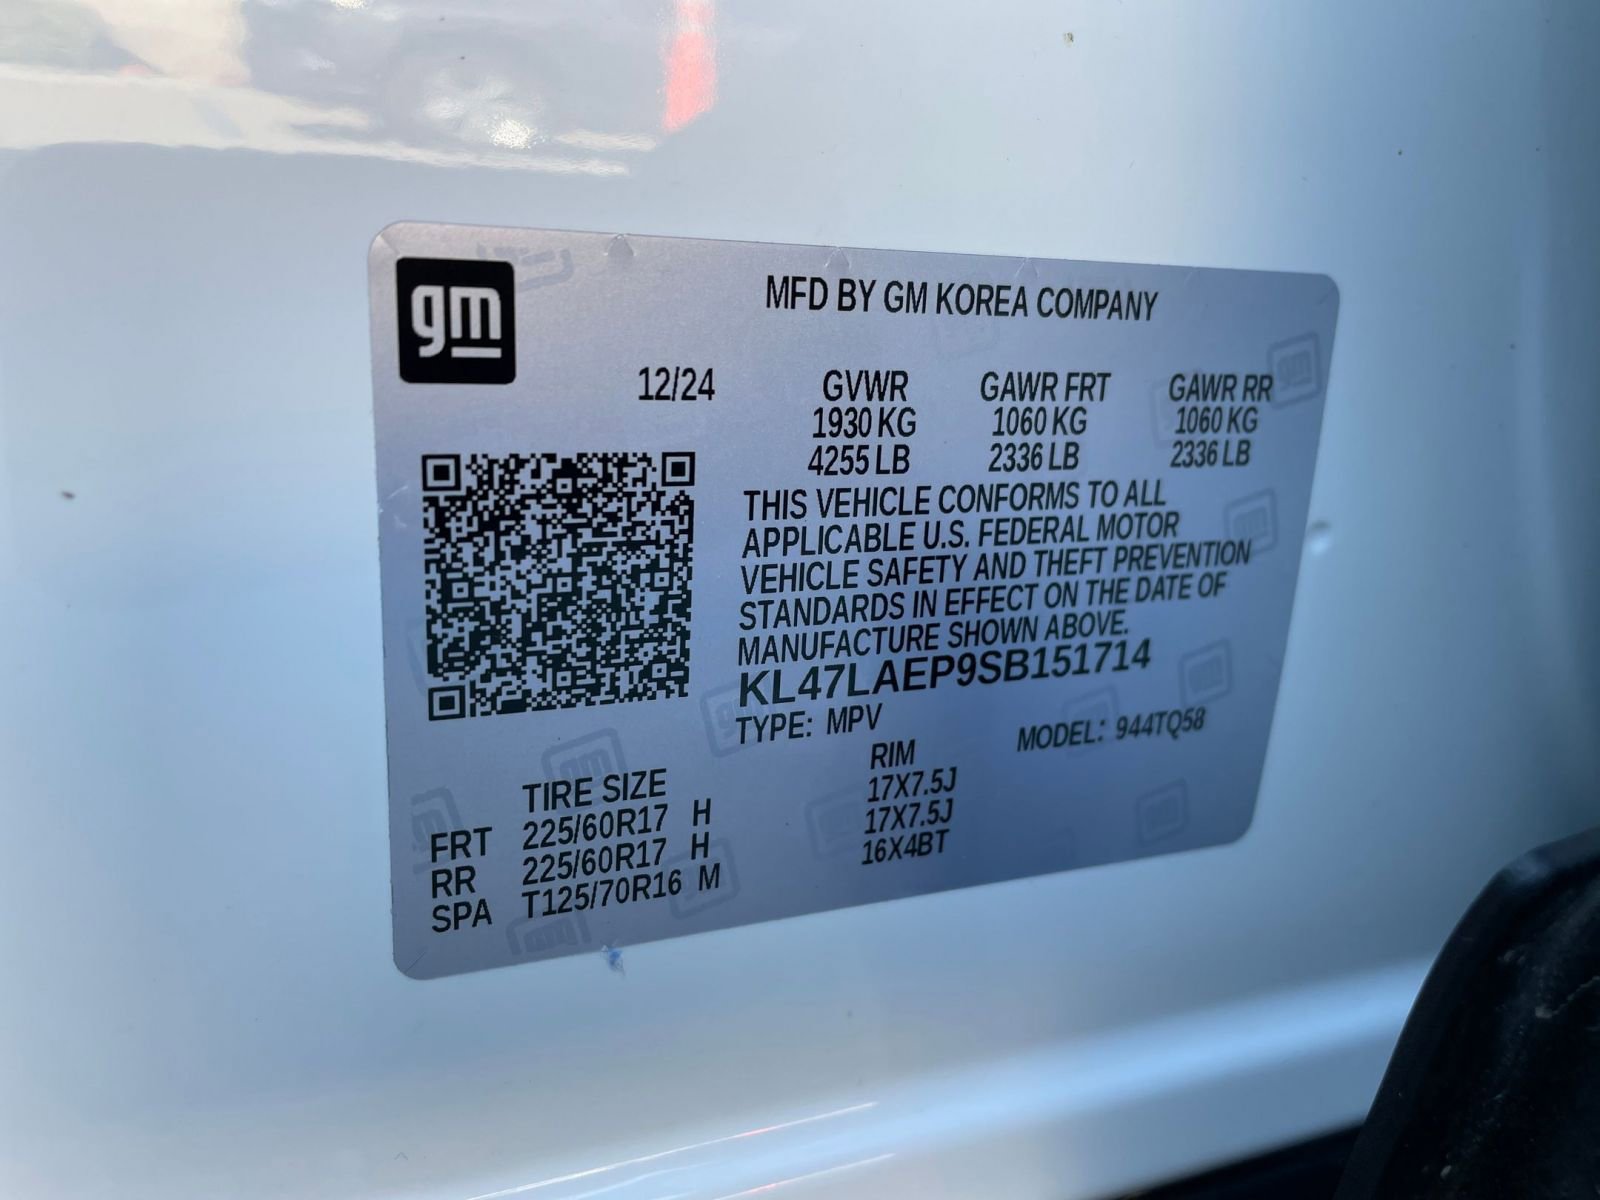 gm
MFD BY GM KOREA COMPANY
12/24 GVWR GAWR FRT GAWR RR
1930 KG 1060 KG 1060 KG
4255 LB 2336 LB 2336 LB
THIS VEHICLE CONFORMS TO ALL
APPLICABLE U.S. FEDERAL MOTOR
VEHICLE SAFETY AND THEFT PREVENTION
STANDARDS IN EFFECT ON THE DATE OF
MANUFACTURE SHOWN ABOVE.
KL47LAEP9SB151714
TYPE: MPV MODEL: 944TQ58
TIRE SIZE RIM
FRT 225/60R17 H 17X7.5J
RR 225/60R17 H 17X7.5J
SPA T125/70R16 M 16X4BT